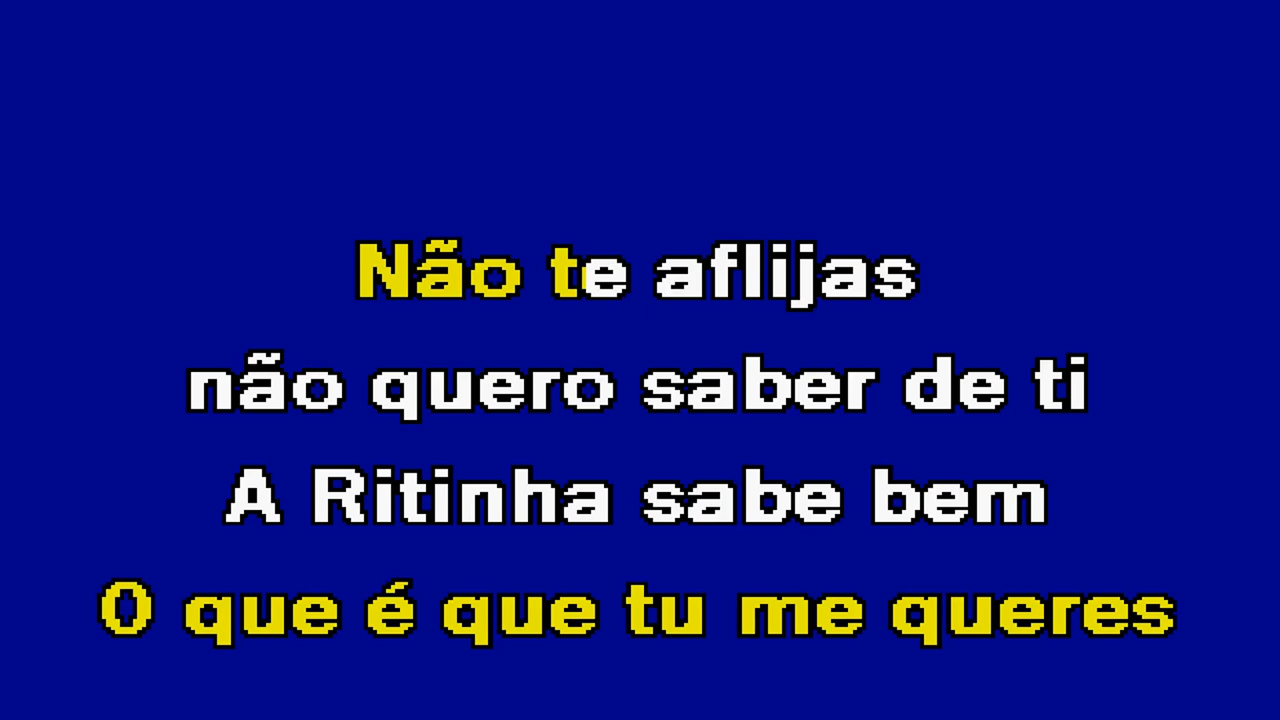 Não te aflijas
não quero saber de ti
A Ritinha sabe bem
O que é que tu me queres